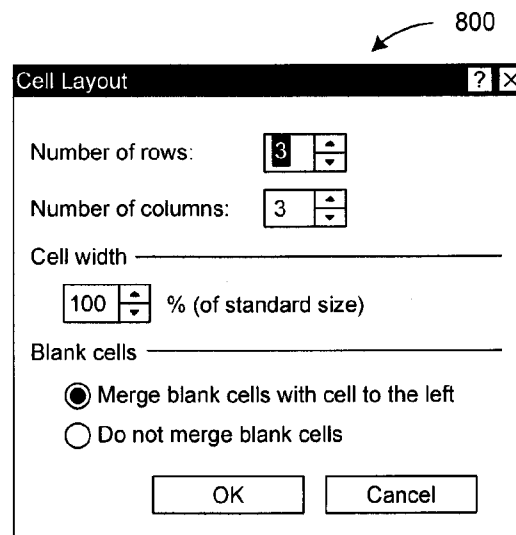 800
Cell Layout ? X
Number of rows: 3
Number of columns: 3
Cell width
100 % (of standard size)
Blank cells
Merge blank cells with cell to the left
Do not merge blank cells
OK Cancel